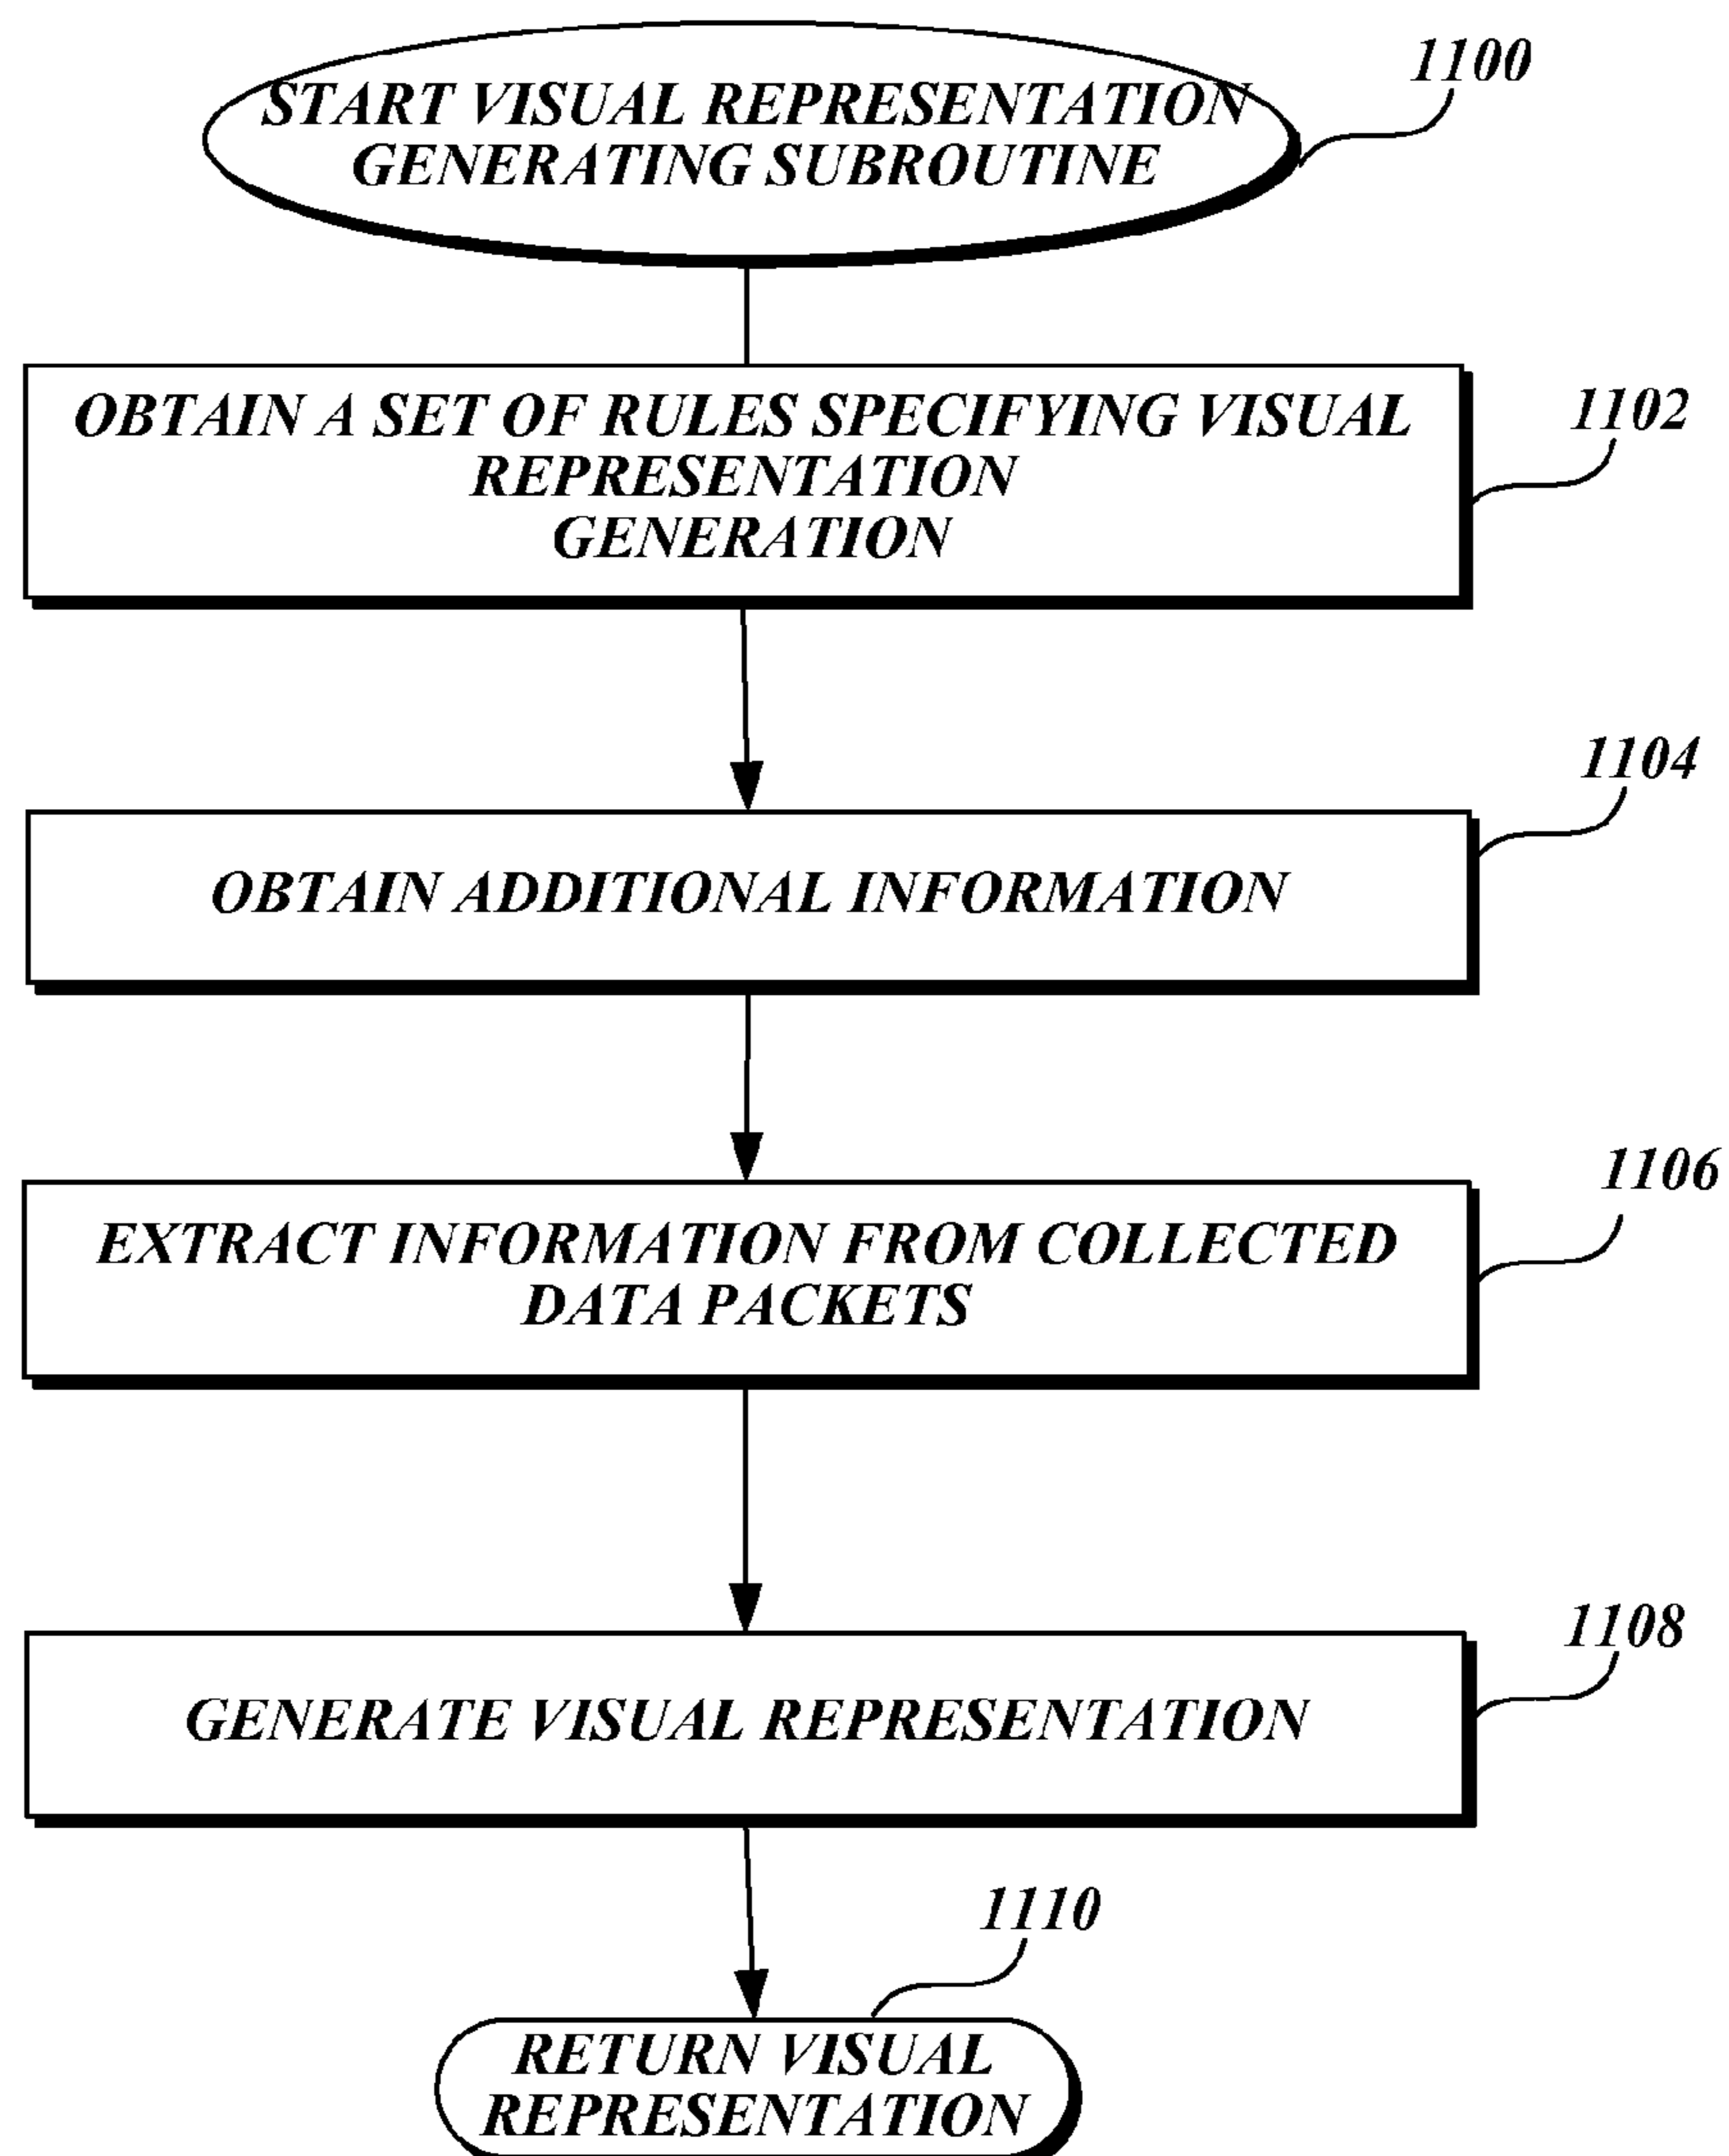 START VISUAL REPRESENTATION
GENERATING SUBROUTINE
1100
OBTAIN A SET OF RULES SPECIFYING VISUAL
REPRESENTATION
GENERATION
1102
OBTAIN ADDITIONAL INFORMATION
1104
EXTRACT INFORMATION FROM COLLECTED
DATA PACKETS
1106
GENERATE VISUAL REPRESENTATION
1108
RETURN VISUAL
REPRESENTATION
1110